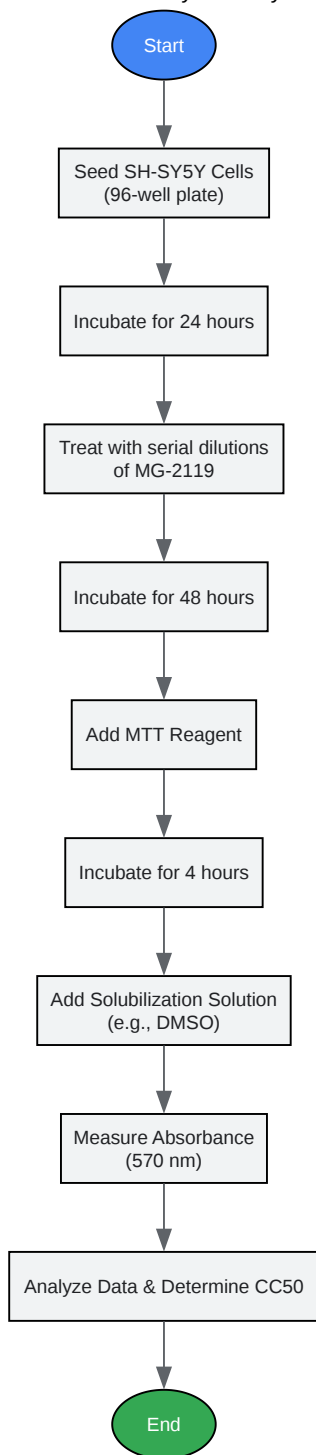 Start
Seed SH-SY5Y Cells
(96-well plate)
Incubate for 24 hours
Treat with serial dilutions
of MG-2119
Incubate for 48 hours
Add MTT Reagent
Incubate for 4 hours
Add Solubilization Solution
(e.g., DMSO)
Measure Absorbance
(570 nm)
Analyze Data & Determine CC50
End